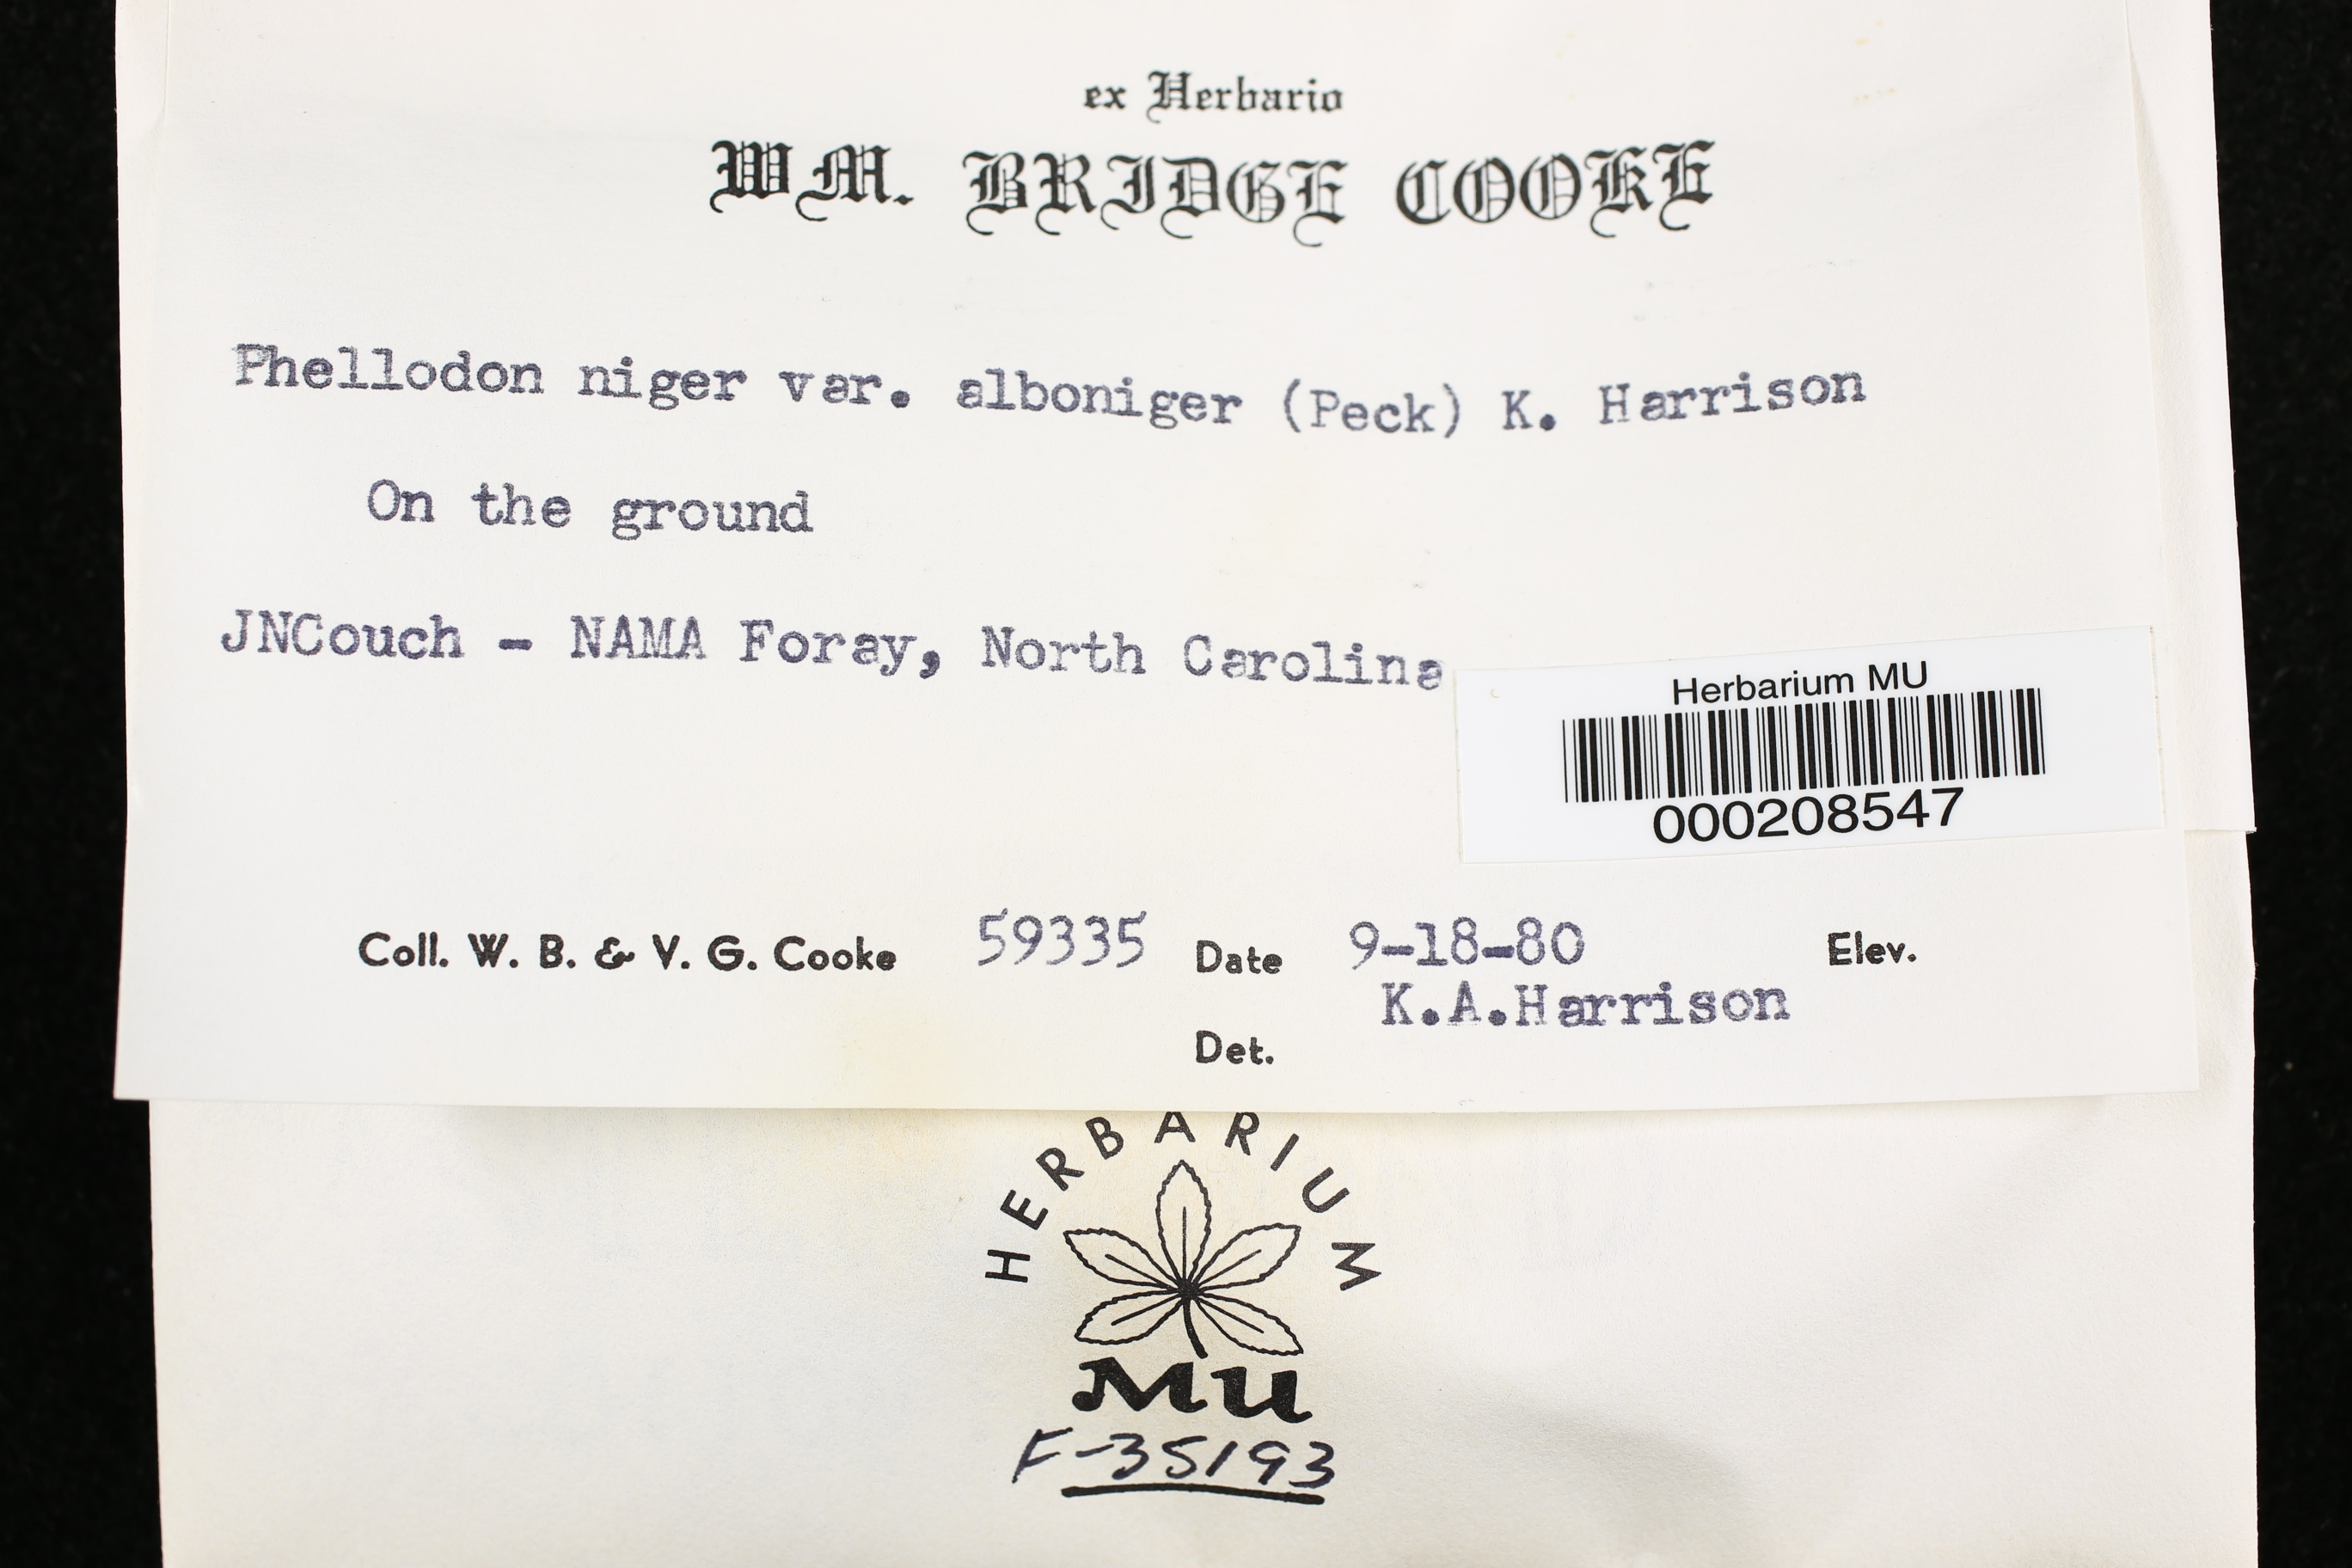 ex Herbario
WM. BRIDGE COOKE
Phellodon niger var. alboniger (Peck) K. Harrison
On the ground
JNCouch - NAMA Foray, North Carolina
Herbarium MU
000208547
Coll. W. B. & V. G. Cooke 59335 Date 9-18-80 Elev.
K.A.Harrison
Det.
HERBARIUM
MU
F-35193